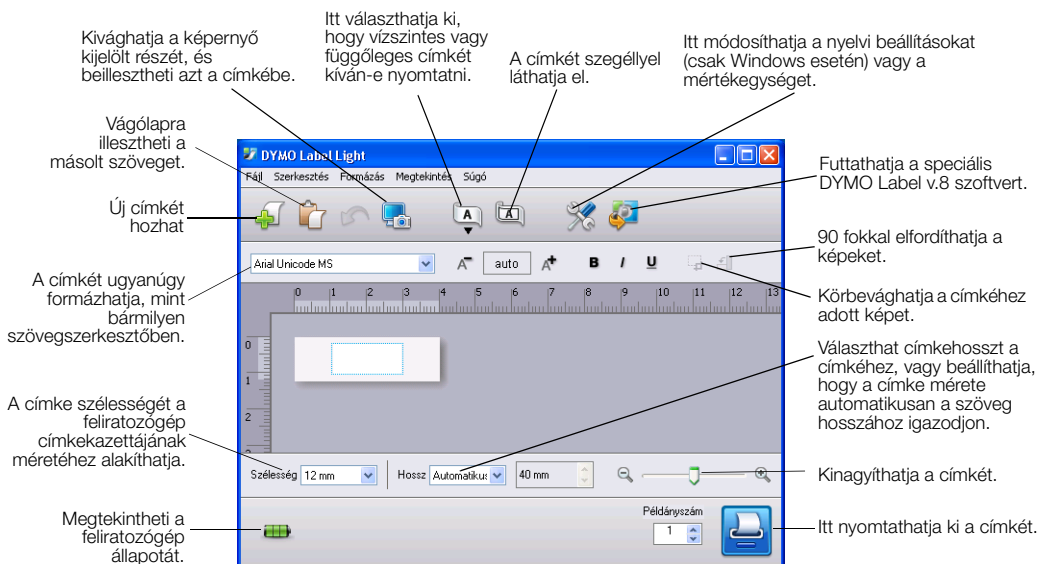 Itt választhatja ki,
hogy vízszintes vagy
függőleges címkét
kíván-e nyomtatni.
Kivághatja a képernyő
kijelölt részét, és
beillesztheti azt a címkébe.
A címkét szegéllyel
láthatja el.
Itt módosíthatja a nyelvi beállításokat
(csak Windows esetén) vagy a
mértékegységet.
Vágólapra
illesztheti a
másolt szöveget.
Új címkét
hozhat
A címkét ugyanúgy
formázhatja, mint
bármilyen
szövegszerkesztőben.
A címke szélességét a
feliratozógép
címkekazettájának
méretéhez alakíthatja.
Megtekintheti a
feliratozógép
állapotát.
DYMO Label Light
Fájl Szerkesztés Formázás Megtekintés Súgó
A A
Arial Unicode MS A auto A B I U
0 1 2 3 4 5 6 7 8 9 10 11 12 13
0
1
2
3
Szélesség 12 mm Hossz Automatikus 40 mm
Példányszám
1
Futtathatja a speciális
DYMO Label v.8 szoftvert.
90 fokkal elfordíthatja a
képeket.
Körbevághatja a címkéhez
adott képet.
Választhat címkehosszt a
címkéhez, vagy beállíthatja,
hogy a címke mérete
automatikusan a szöveg
hosszához igazodjon.
Kinagyíthatja a címkét.
Itt nyomtathatja ki a címkét.